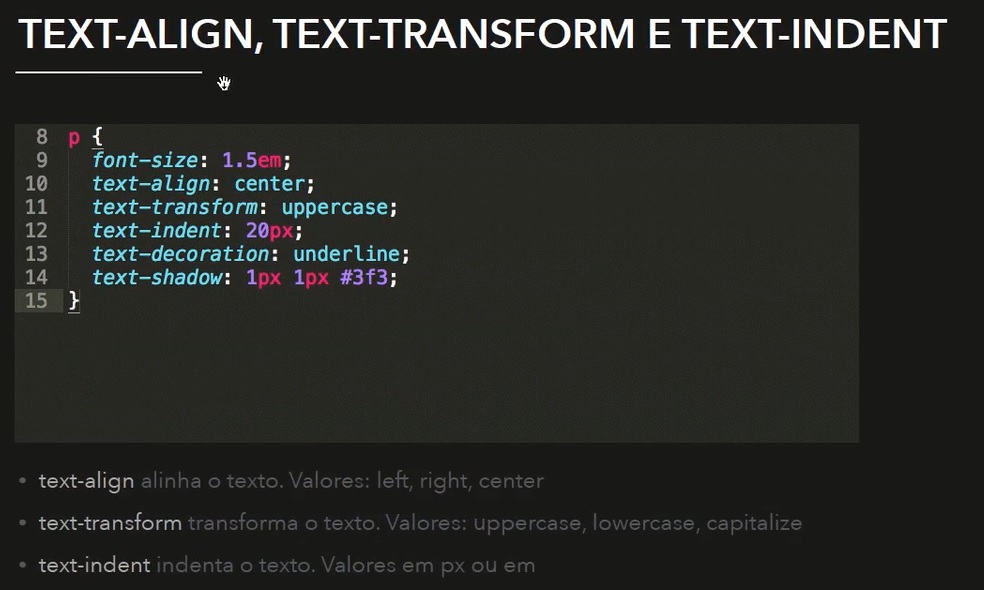 TEXT-ALIGN, TEXT-TRANSFORM E TEXT-INDENT
8 p {
9 font-size: 1.5em;
10 text-align: center;
11 text-transform: uppercase;
12 text-indent: 20px;
13 text-decoration: underline;
14 text-shadow: 1px 1px #3f3;
15 }
• text-align alinha o texto. Valores: left, right, center
• text-transform transforma o texto. Valores: uppercase, lowercase, capitalize
• text-indent indenta o texto. Valores em px ou em